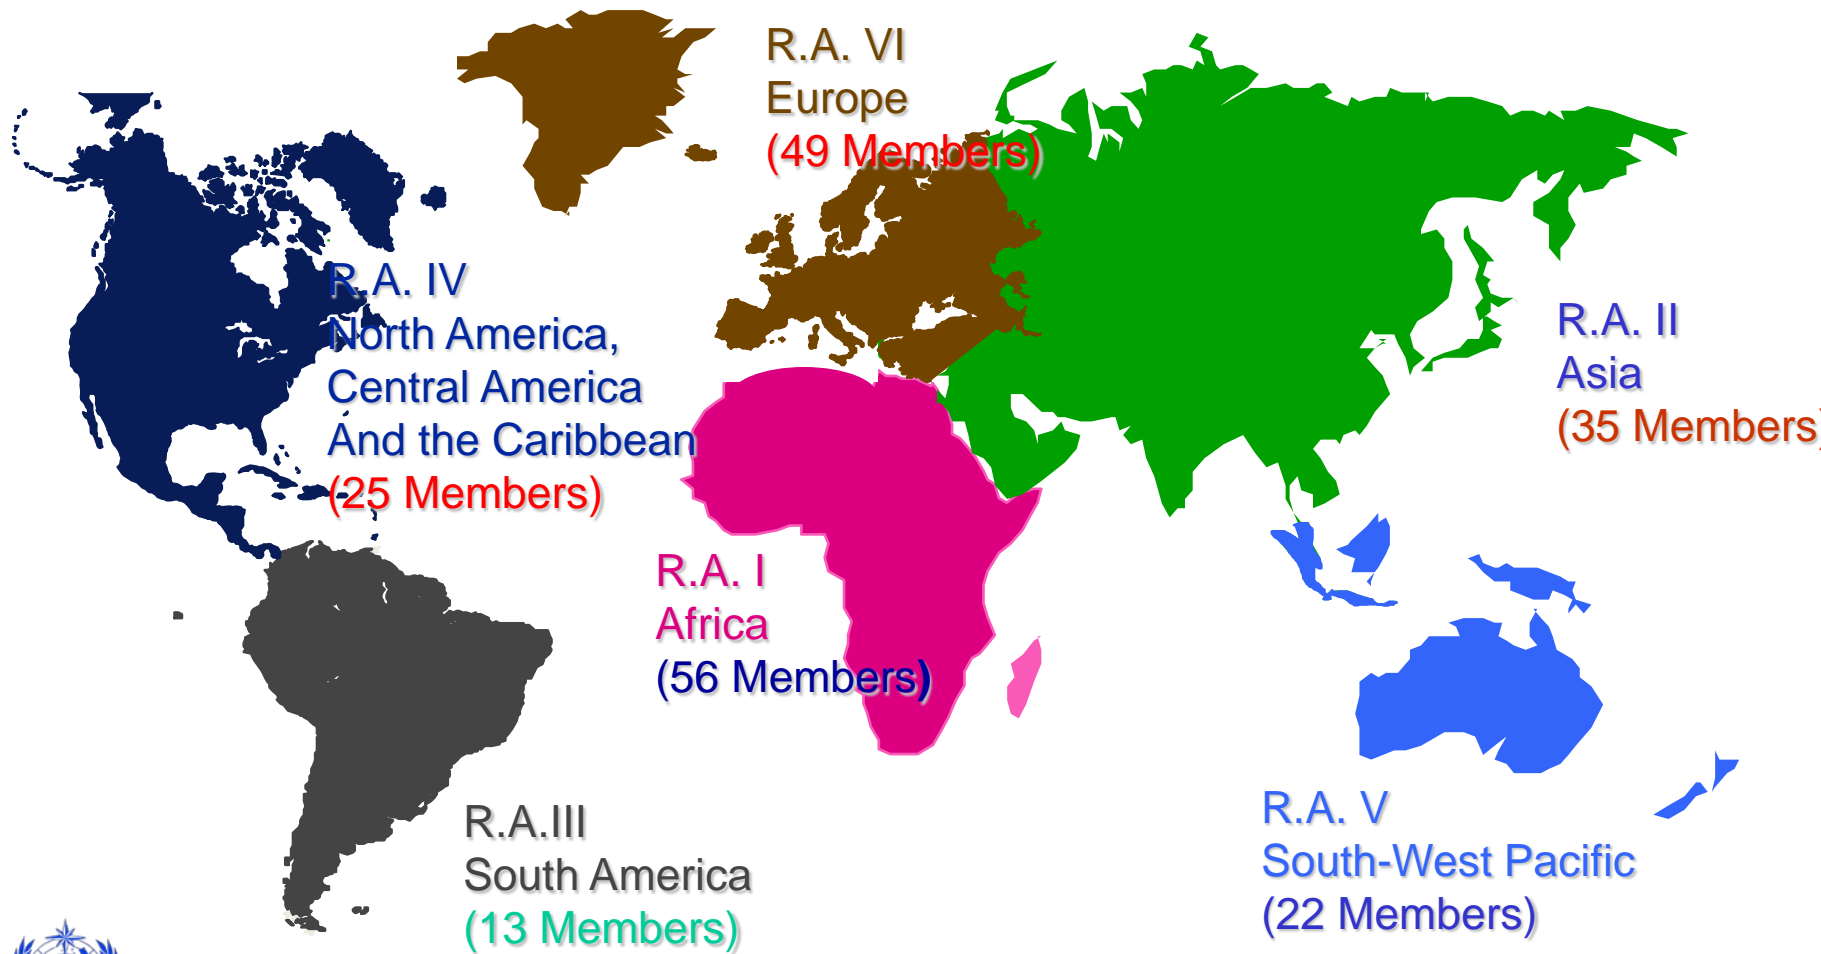 R.A. VI
Europe
(49 Members)
R.A. IV
North America,
Central America
And the Caribbean
(25 Members)
R.A. II
Asia
(35 Members)
R.A. I
Africa
(56 Members)
R.A.III
South America
(13 Members)
R.A. V
South-West Pacific
(22 Members)